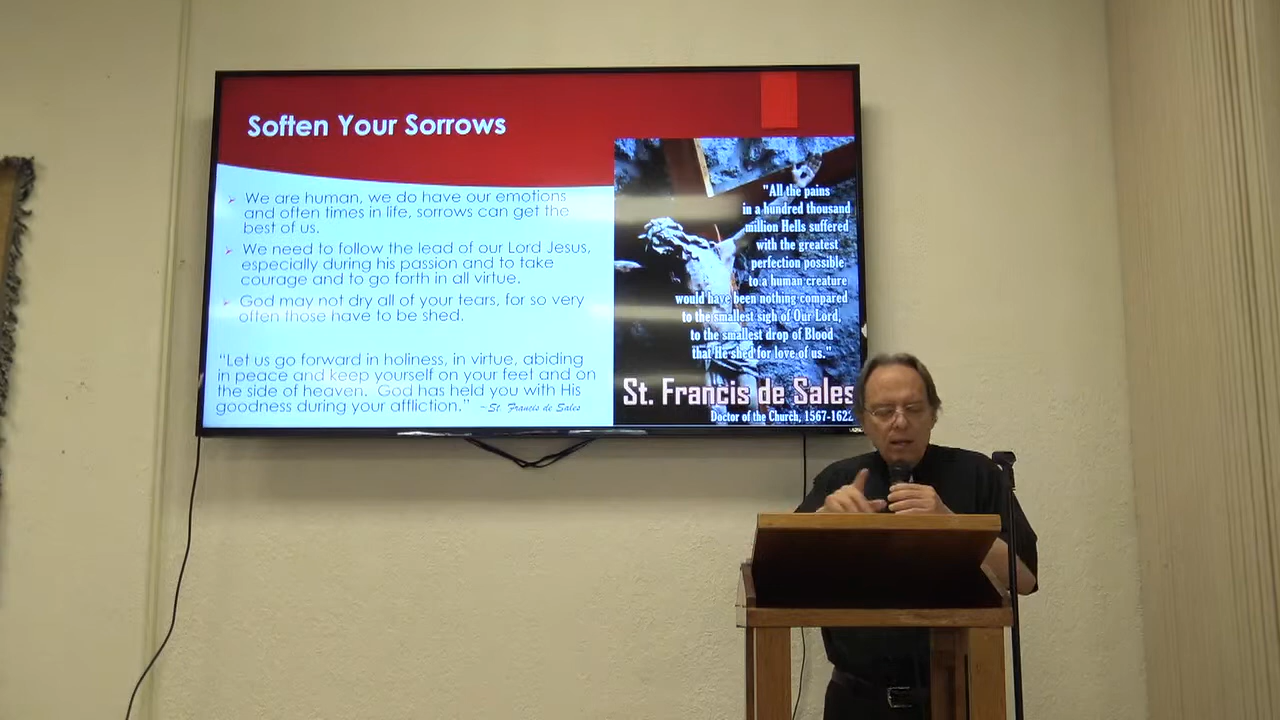 Soften Your Sorrows
We are human, we do have our emotions
and often times in life, sorrows can get the
best of us.
We need to follow the lead of our Lord Jesus,
especially during his passion and to take
courage and to go forth in all virtue.
God may not dry all of your tears, for so very
often those have to be shed.
“Let us go forward in holiness, in virtue, abiding
in peace and keep yourself on your feet and on
the side of heaven. God has held you with His
goodness during your affliction.” ~St. Francis de Sales
"All the pains
in a hundred thousand
million Hells suffered
with the greatest
perfection possible
to a human creature
would have been nothing compared
to the smallest sigh of Our Lord,
to the smallest drop of Blood
that He shed for love of us."
St. Francis de Sales
Doctor of the Church, 1567-1622